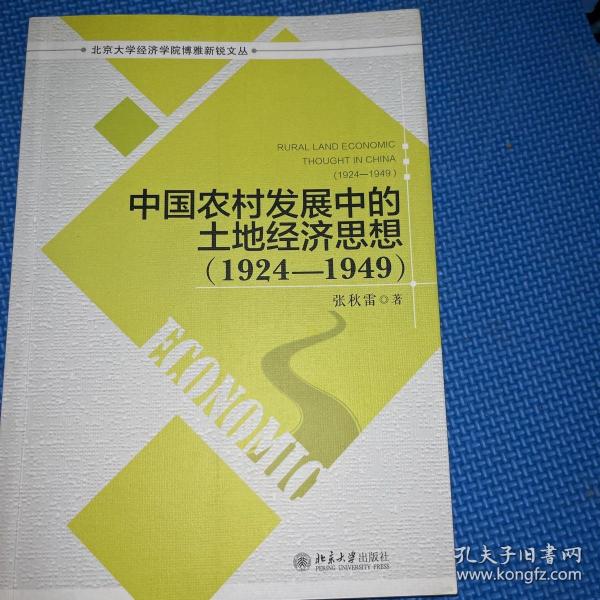 北京大学经济学院博雅新锐文丛
RURAL LAND ECONOMIC
THOUGHT IN CHINA
(1924—1949)
中国农村发展中的
土地经济思想
(1924—1949)
张秋雷◎著
ECONOMIC
北京大学出版社
PEKING UNIVERSITY PRESS
孔夫子旧书网
www.kongfz.com